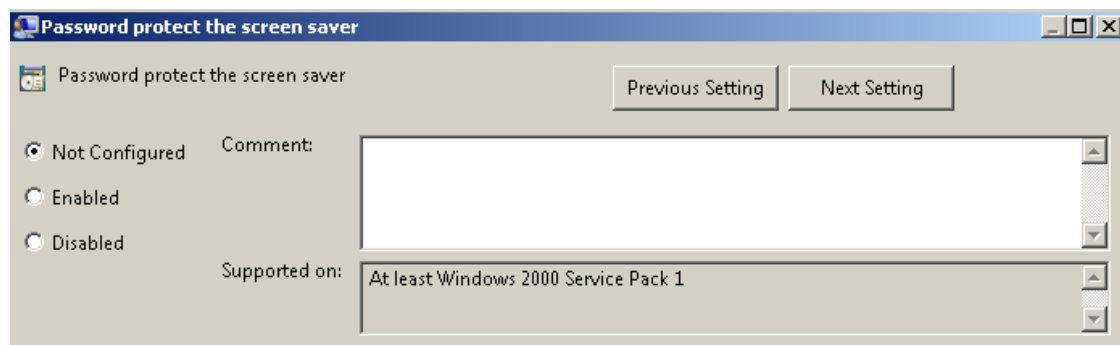 Password protect the screen saver
Password protect the screen saver
Previous Setting
Next Setting
Not Configured
Comment:
Enabled
Disabled
Supported on:
At least Windows 2000 Service Pack 1